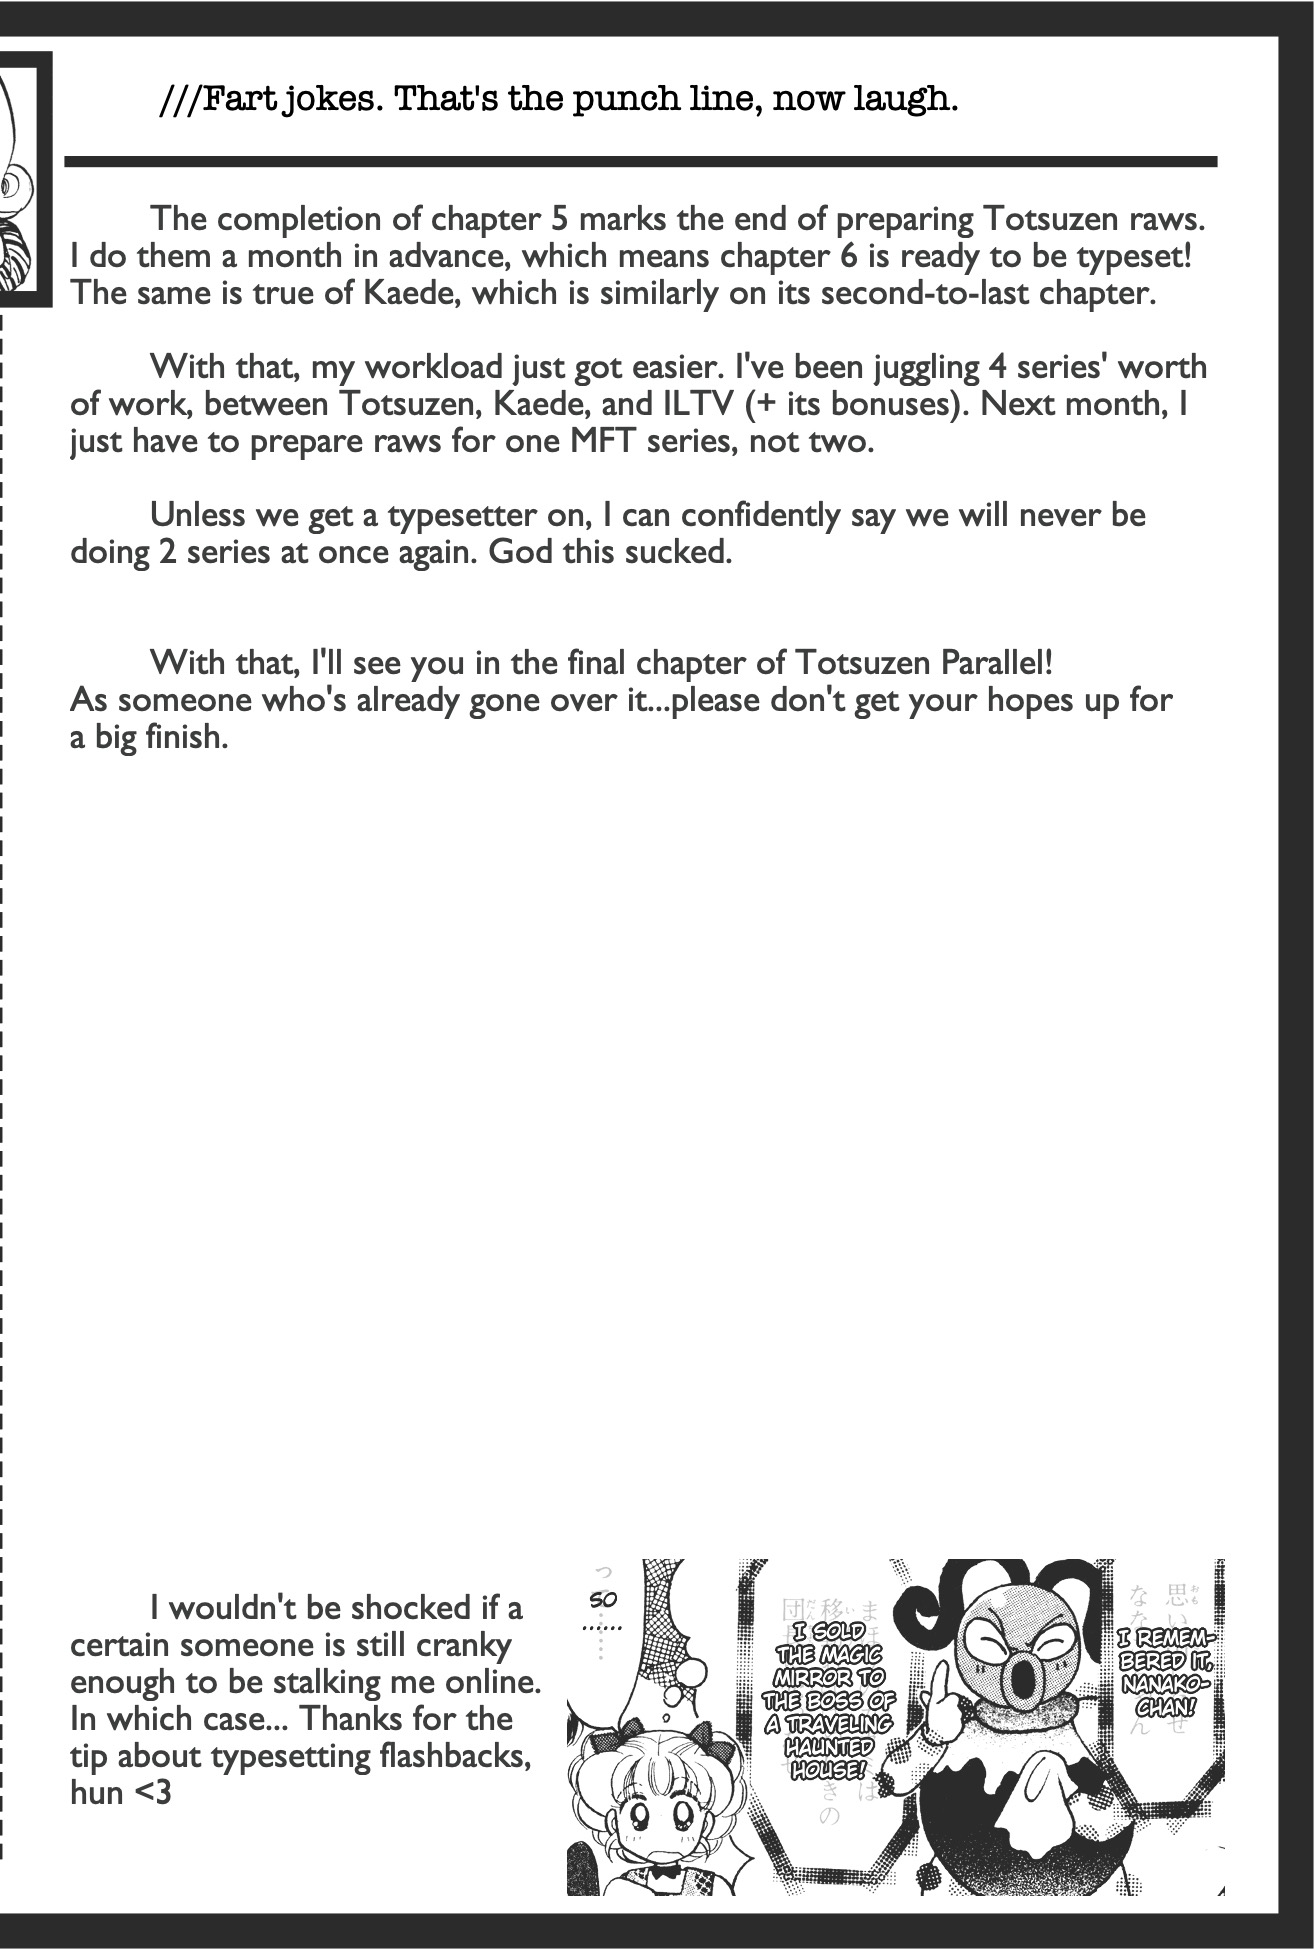 ///Fart jokes. That's the punch line, now laugh.
The completion of chapter 5 marks the end of preparing Totsuzen raws.
I do them a month in advance, which means chapter 6 is ready to be typeset!
The same is true of Kaede, which is similarly on its second-to-last chapter.
With that, my workload just got easier. I've been juggling 4 series' worth
of work, between Totsuzen, Kaede, and ILTV (+ its bonuses). Next month, I
just have to prepare raws for one MFT series, not two.
Unless we get a typesetter on, I can confidently say we will never be
doing 2 series at once again. God this sucked.
With that, I'll see you in the final chapter of Totsuzen Parallel!
As someone who's already gone over it...please don't get your hopes up for
a big finish.
I wouldn't be shocked if a
certain someone is still cranky
enough to be stalking me online.
In which case... Thanks for the
tip about typesetting flashbacks,
hun <3
I REMEM-
BERED IT,
NANAKO-
CHAN!
I SOLD
THE MAGIC
MIRROR TO
THE BOSS OF
A TRAVELING
HAUNTED
HOUSE!
SO
......